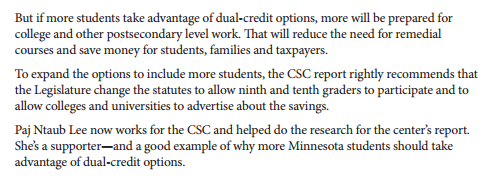 But if more students take advantage of dual-credit options, more will be prepared for
college and other postsecondary level work. That will reduce the need for remedial
courses and save money for students, families and taxpayers.
To expand the options to include more students, the CSC report rightly recommends that
the Legislature change the statutes to allow ninth and tenth graders to participate and to
allow colleges and universities to advertise about the savings.
Paj Ntaub Lee now works for the CSC and helped do the research for the center's report.
She's a supporter—and a good example of why more Minnesota students should take
advantage of dual-credit options.